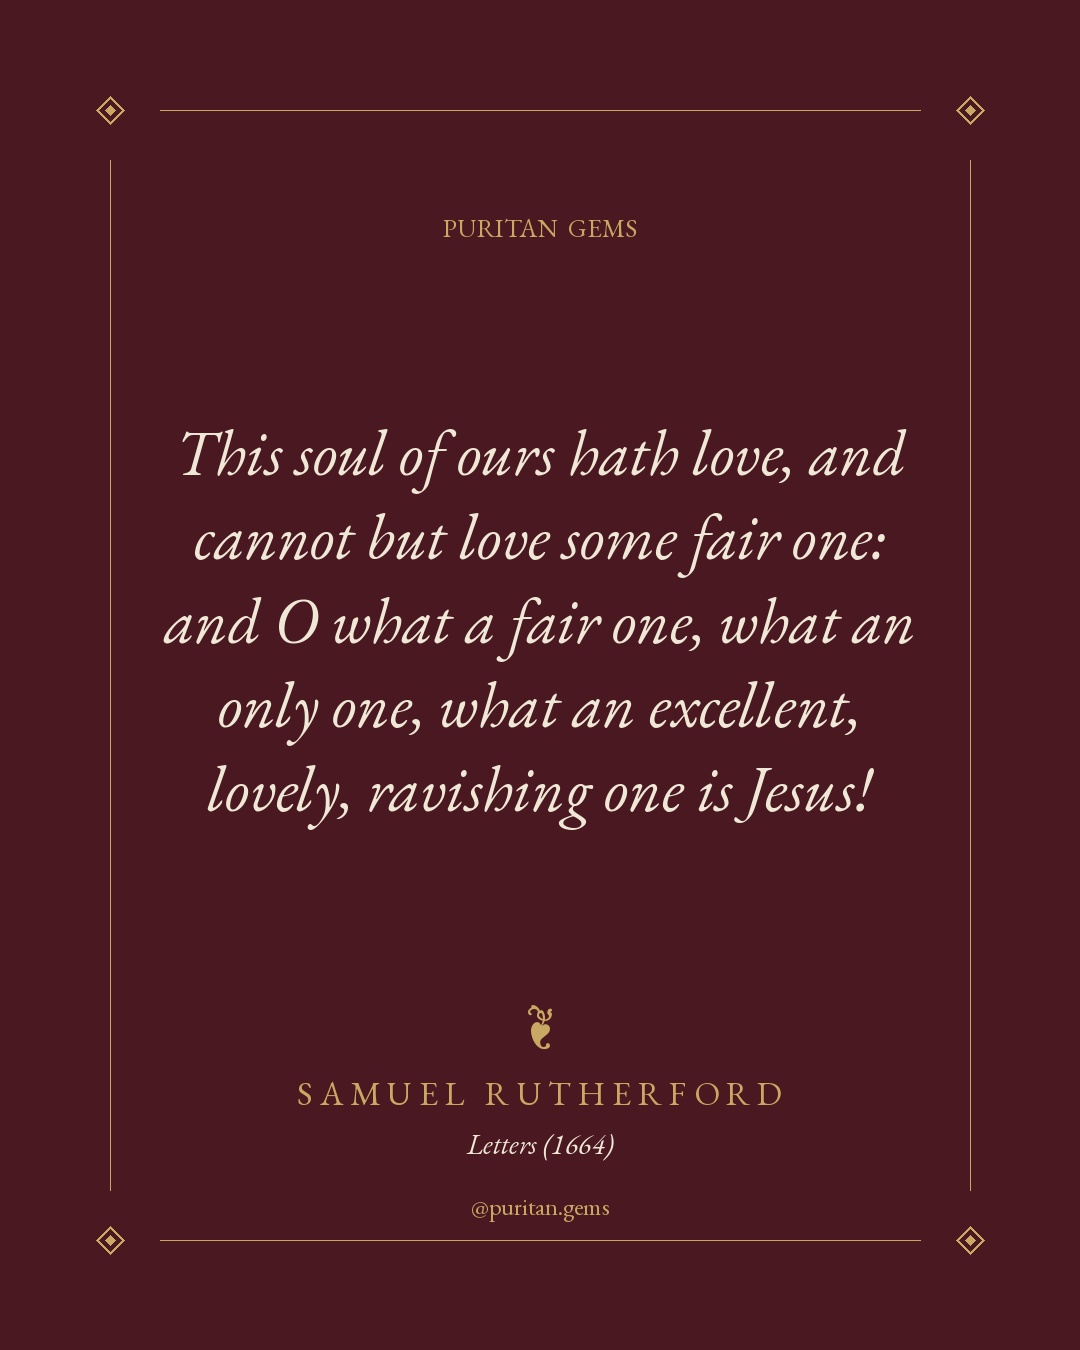 PURITAN GEMS
This soul of ours hath love, and
cannot but love some fair one:
and O what a fair one, what an
only one, what an excellent,
lovely, ravishing one is Jesus!
SAMUEL RUTHERFORD
Letters (1664)
@puritan.gems